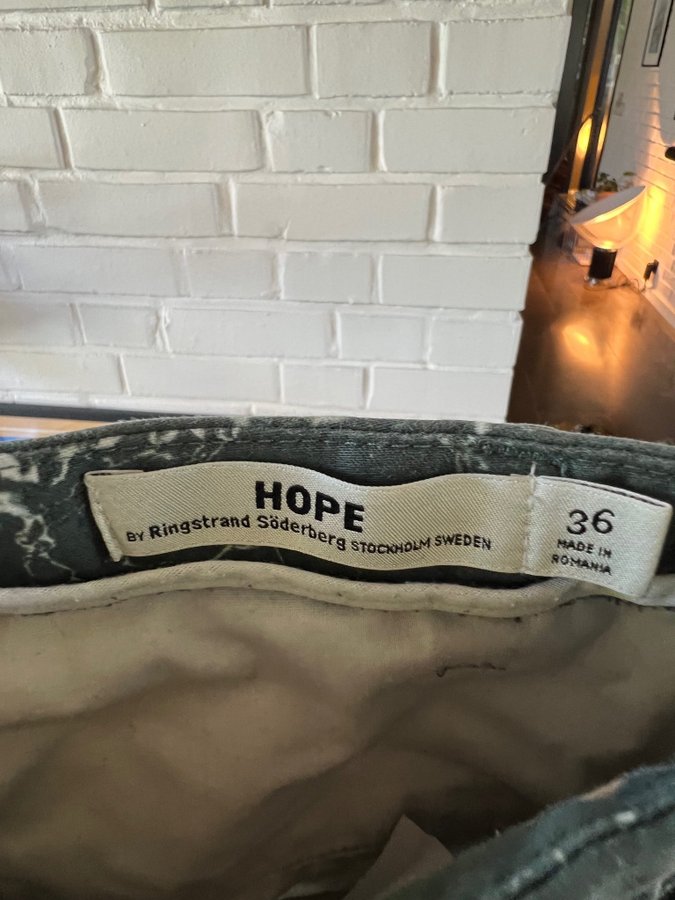 HOPE
BY Ringstrand Söderberg STOCKHOLM SWEDEN
36
MADE IN
ROMANIA